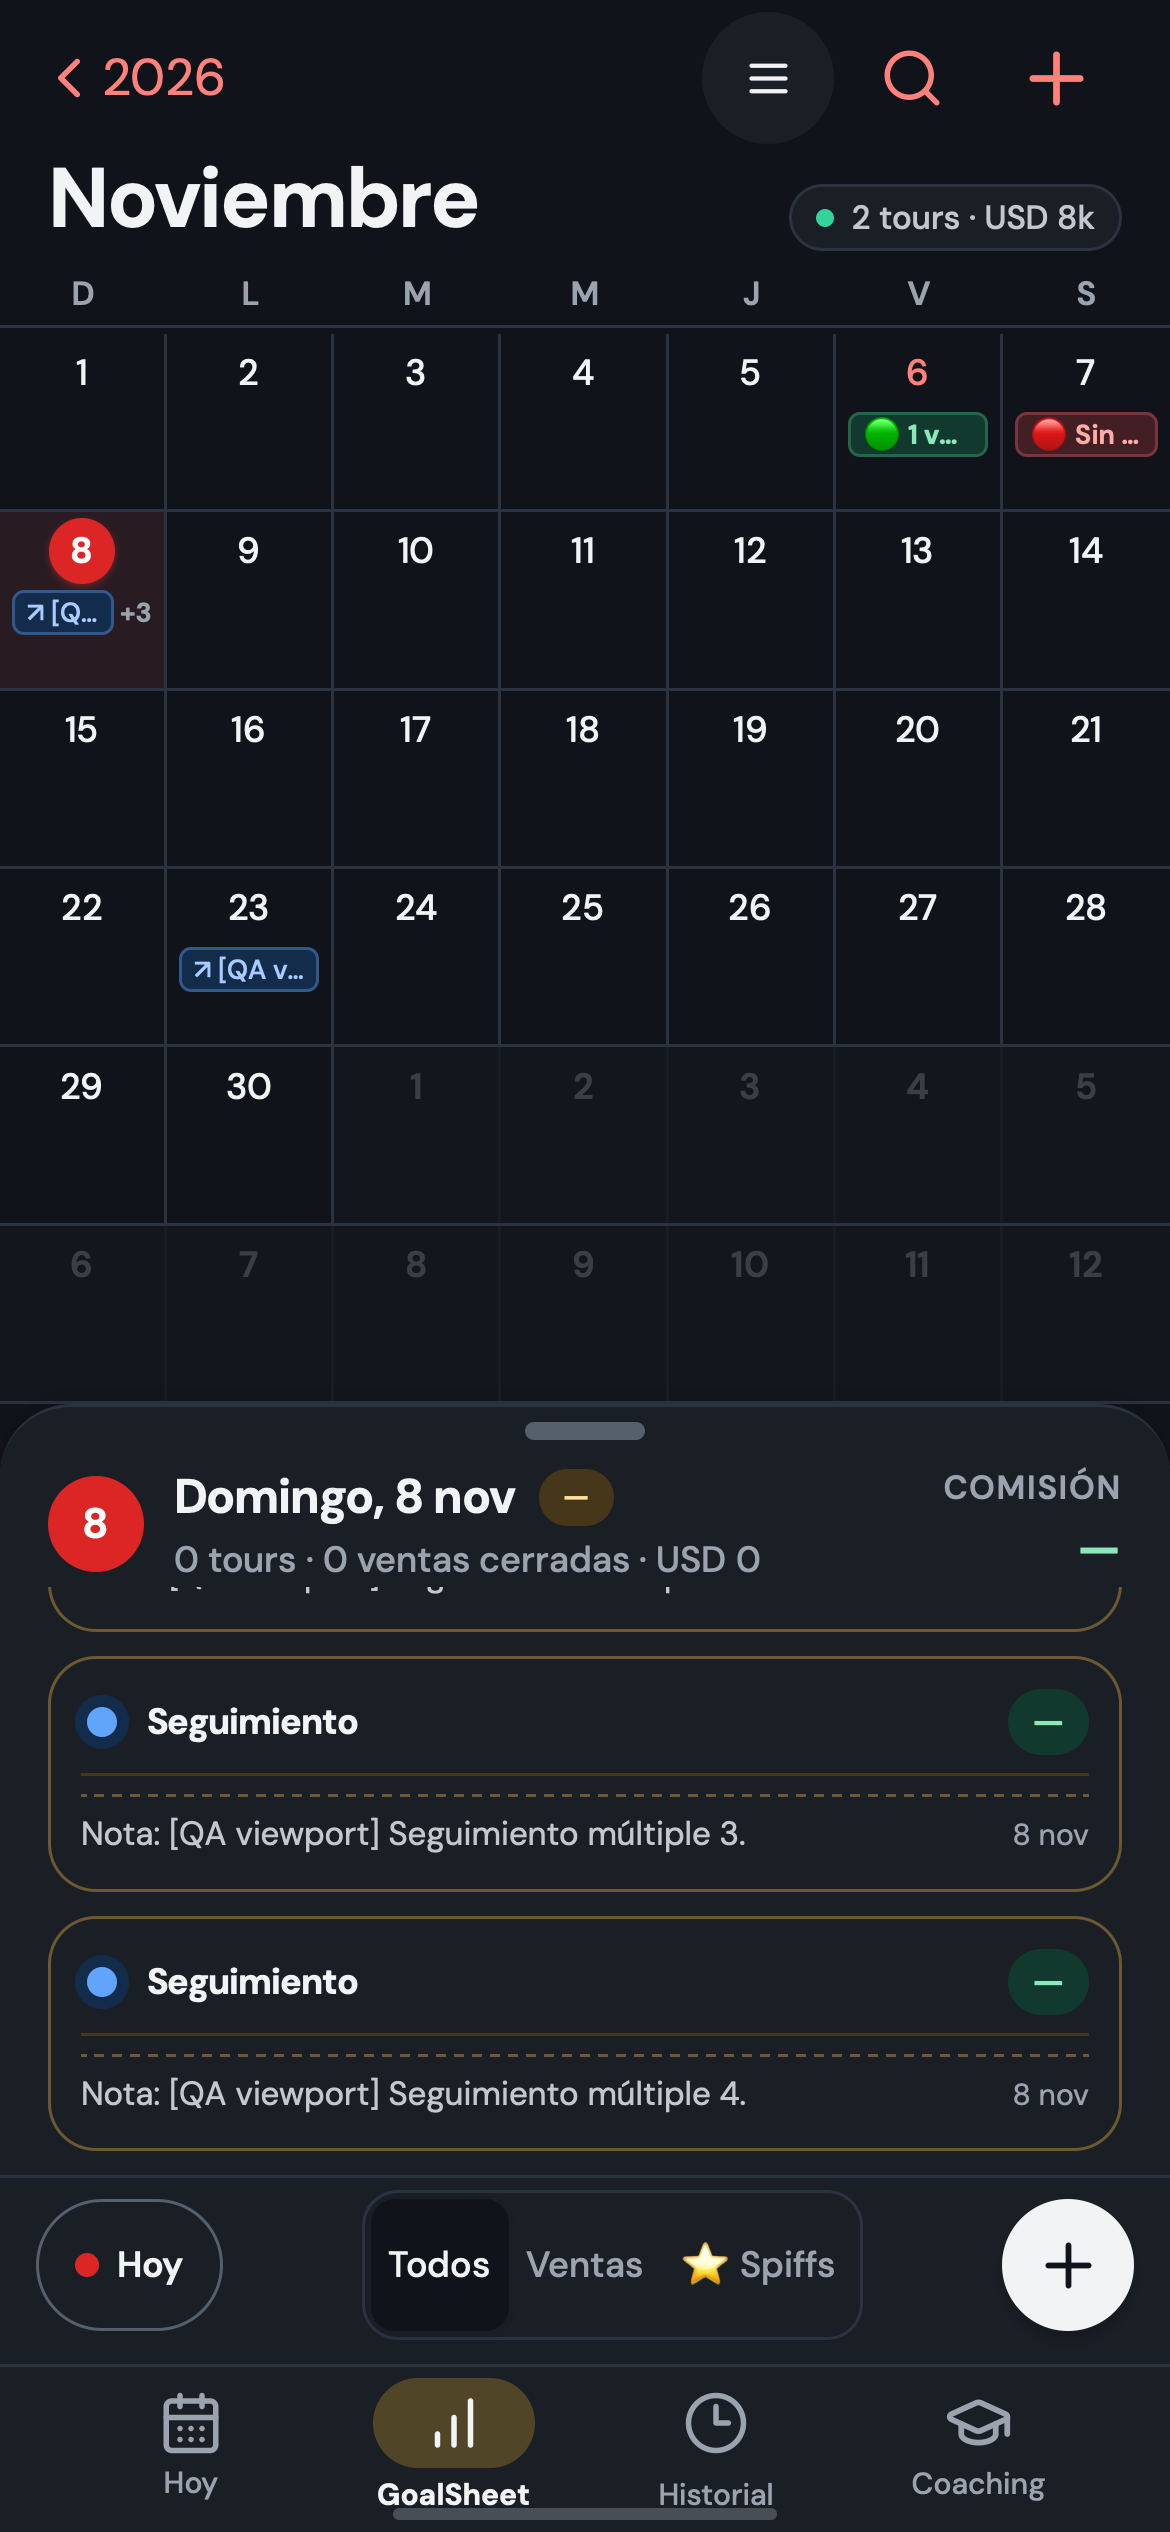 2026
Noviembre
2 tours · USD 8k
D L M M J V S
1 2 3 4 5 6 7
1 v... Sin ...
8 9 10 11 12 13 14
[Q... +3
15 16 17 18 19 20 21
22 23 24 25 26 27 28
[QA v...
29 30 1 2 3 4 5
6 7 8 9 10 11 12
8 Domingo, 8 nov — COMISIÓN
0 tours · 0 ventas cerradas · USD 0 —
Seguimiento —
Nota: [QA viewport] Seguimiento múltiple 3. 8 nov
Seguimiento —
Nota: [QA viewport] Seguimiento múltiple 4. 8 nov
Hoy Todos Ventas ⭐ Spiffs
Hoy GoalSheet Historial Coaching